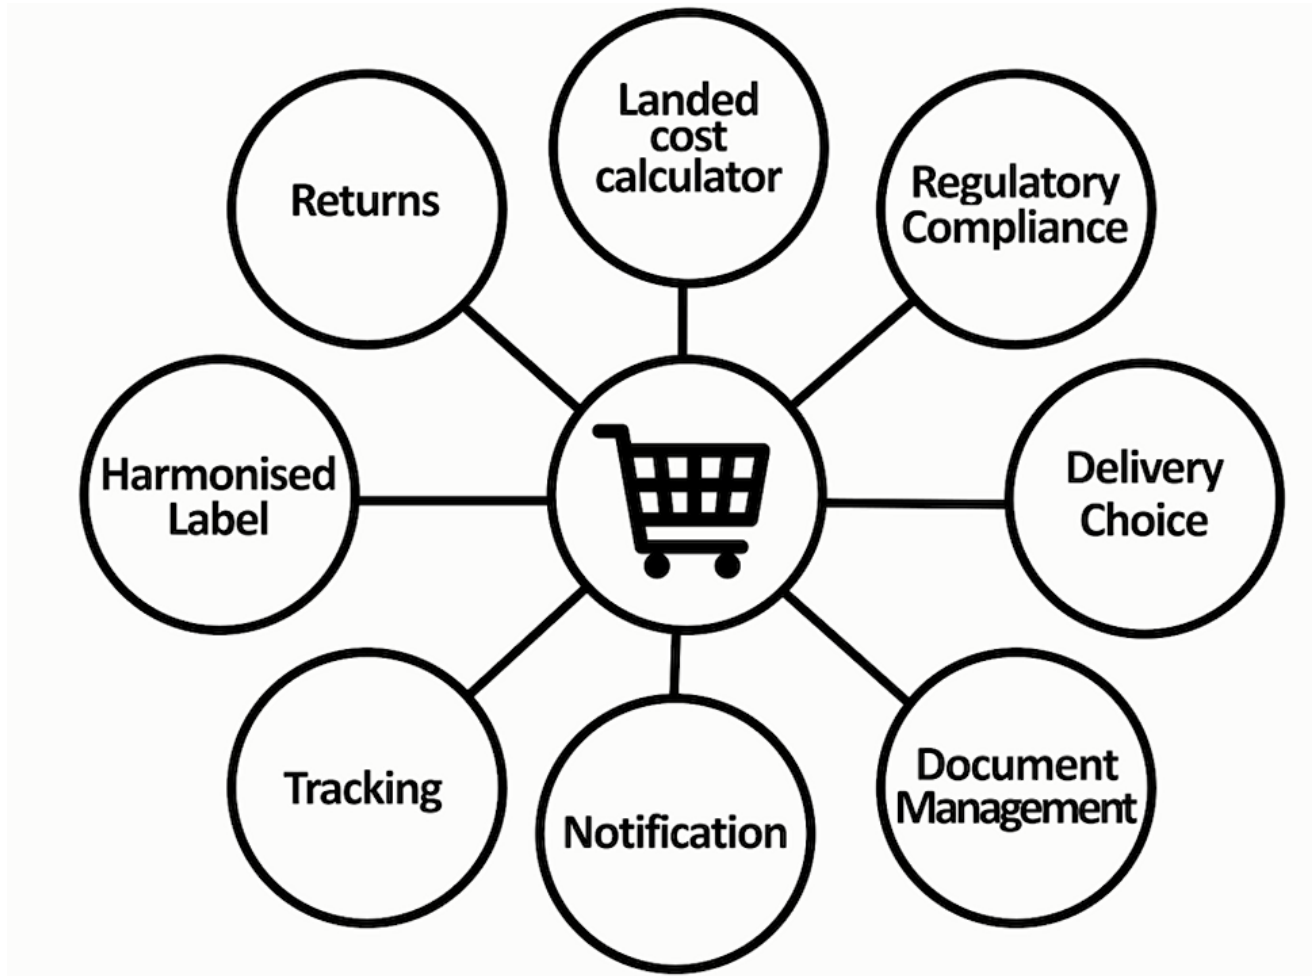 Landed
cost
calculator
Regulatory
Compliance
Delivery
Choice
Document
Management
Notification
Tracking
Harmonised
Label
Returns